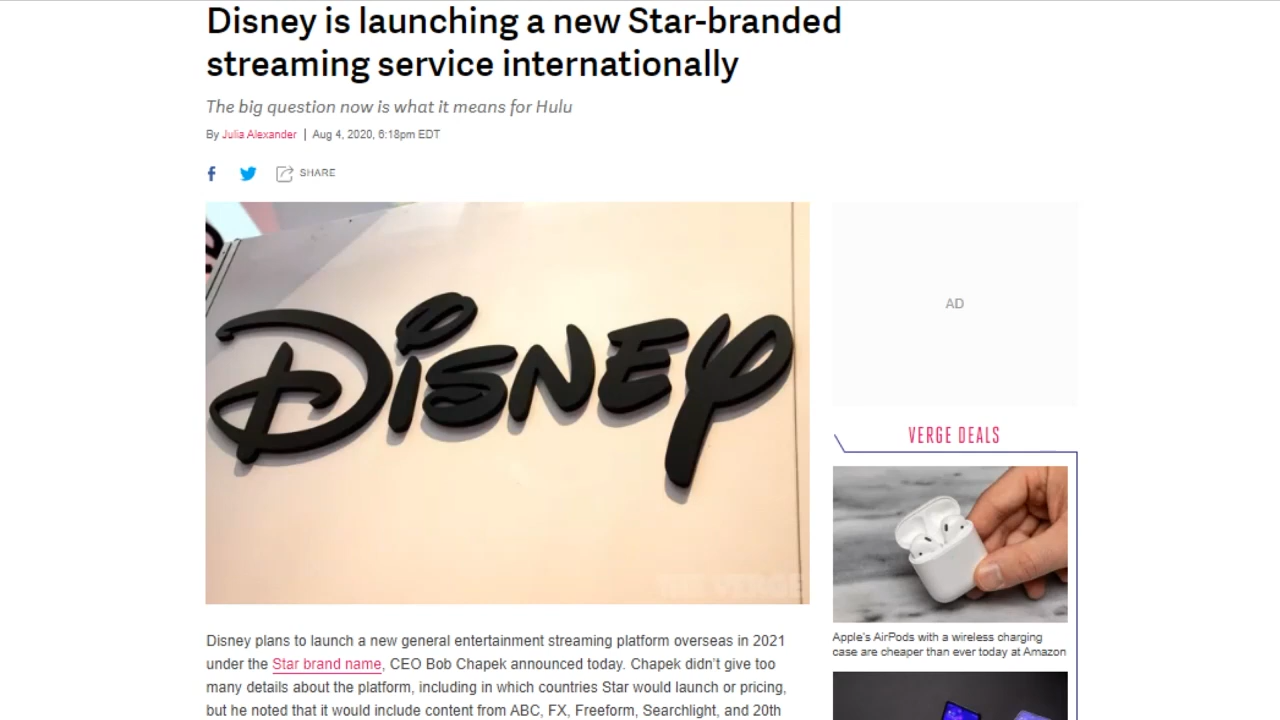 Disney is launching a new Star-branded
streaming service internationally
The big question now is what it means for Hulu
By Julia Alexander | Aug 4, 2020, 6:18pm EDT
SHARE
Disney
AD
VERGE DEALS
Apple's AirPods with a wireless charging
case are cheaper than ever today at Amazon
Disney plans to launch a new general entertainment streaming platform overseas in 2021
under the Star brand name, CEO Bob Chapek announced today. Chapek didn't give too
many details about the platform, including in which countries Star would launch or pricing,
but he noted that it would include content from ABC, FX, Freeform, Searchlight, and 20th